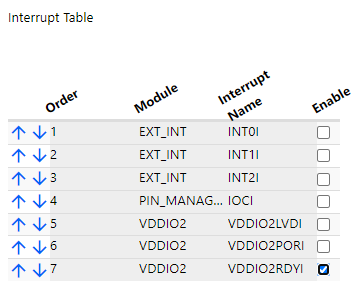 Interrupt Table
Order Module Interrupt Name Enable
1 EXT_INT INT0I
2 EXT_INT INT1I
3 EXT_INT INT2I
4 PIN_MANAG... IOCI
5 VDDIO2 VDDIO2LVDI
6 VDDIO2 VDDIO2PORI
7 VDDIO2 VDDIO2RDYI